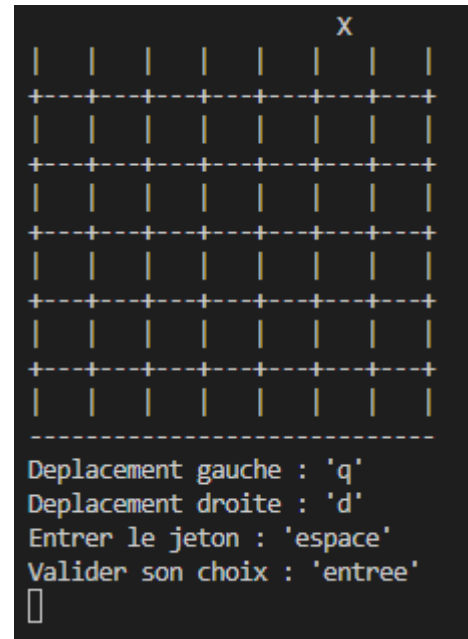 X
|   |   |   |   |   |   |   |
+---+---+---+---+---+---+---+
|   |   |   |   |   |   |   |
+---+---+---+---+---+---+---+
|   |   |   |   |   |   |   |
+---+---+---+---+---+---+---+
|   |   |   |   |   |   |   |
+---+---+---+---+---+---+---+
|   |   |   |   |   |   |   |
+---+---+---+---+---+---+---+
|   |   |   |   |   |   |   |
-----------------------------
Deplacement gauche : 'q'
Deplacement droite : 'd'
Entrer le jeton : 'espace'
Valider son choix : 'entree'